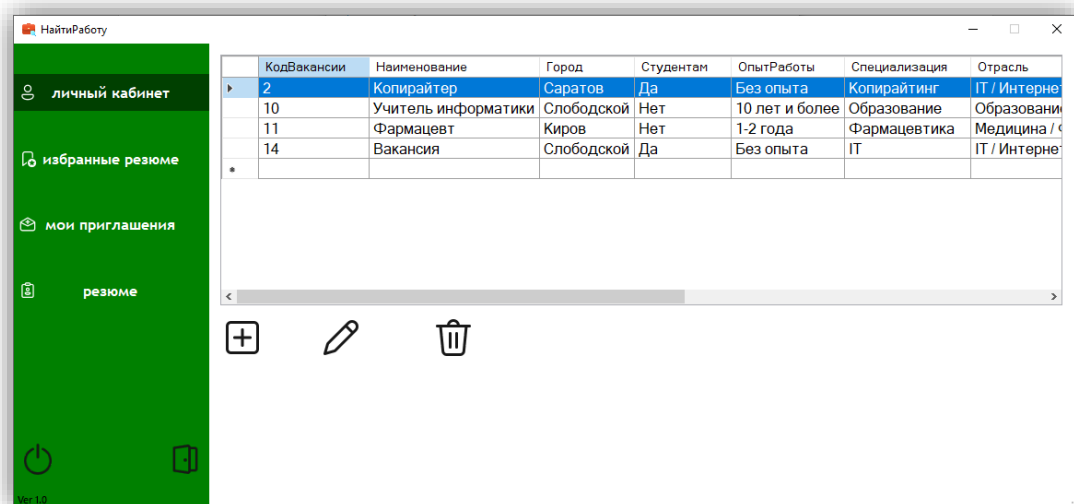 НайтиРаботу
КодВакансии Наименование Город Студентам ОпытРаботы Специализация Отрасль
2 Копирайтер Саратов Да Без опыта Копирайтинг IT / Интернет
10 Учитель информатики Слободской Нет 10 лет и более Образование Образовани
11 Фармацевт Киров Нет 1-2 года Фармацевтика Медицина /
14 Вакансия Слободской Да Без опыта IT IT / Интернет
личный кабинет
избранные резюме
мои приглашения
резюме
Ver 1.0